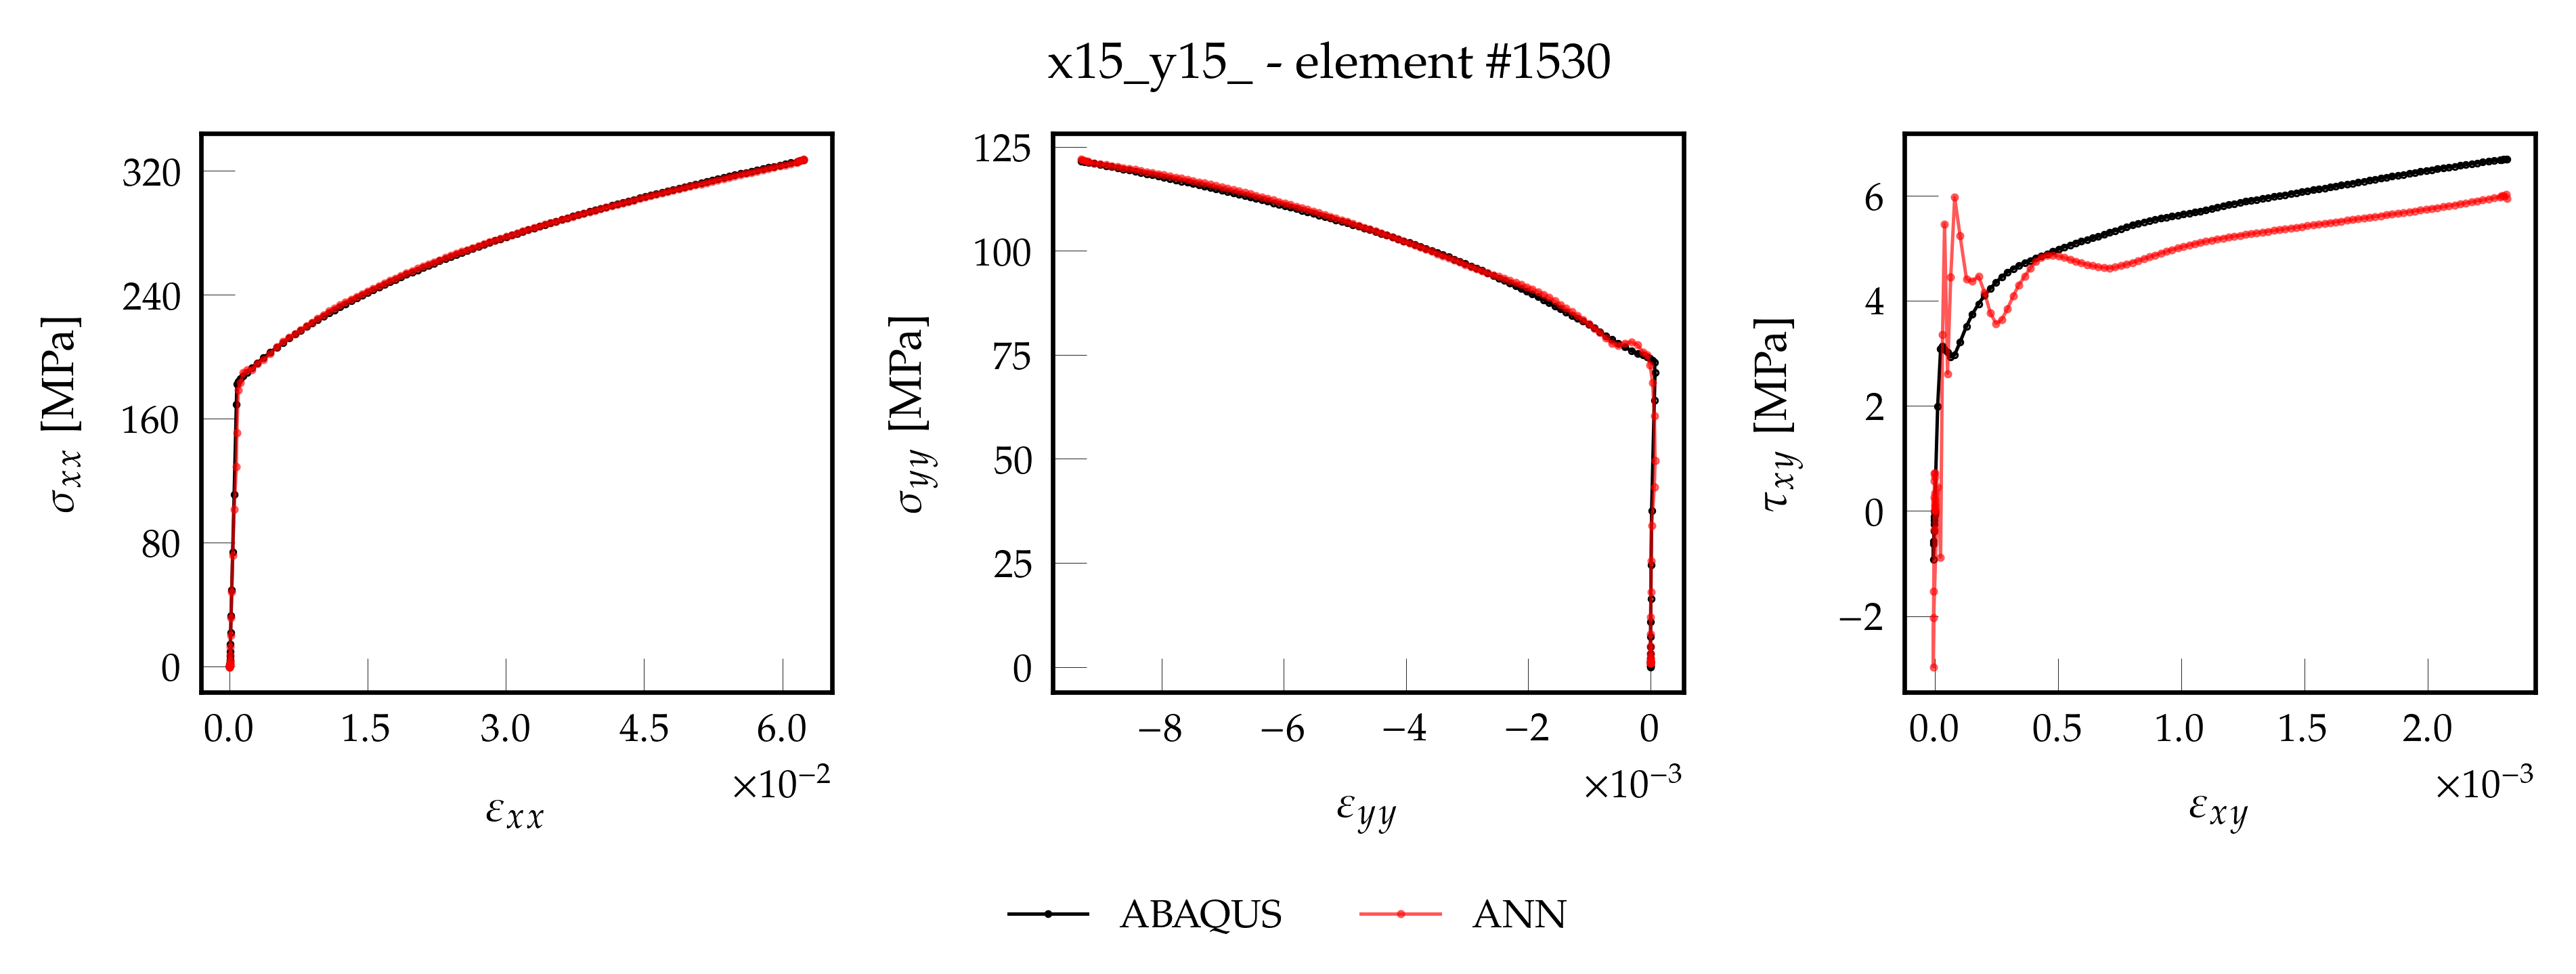 x15_y15_ - element #1530
320
240
160
80
0
σxx [MPa]
0.0 1.5 3.0 4.5 6.0
×10⁻²
εxx
125
100
75
50
25
0
σyy [MPa]
−8 −6 −4 −2 0
×10⁻³
εyy
6
4
2
0
−2
τxy [MPa]
0.0 0.5 1.0 1.5 2.0
×10⁻³
εxy
ABAQUS ANN